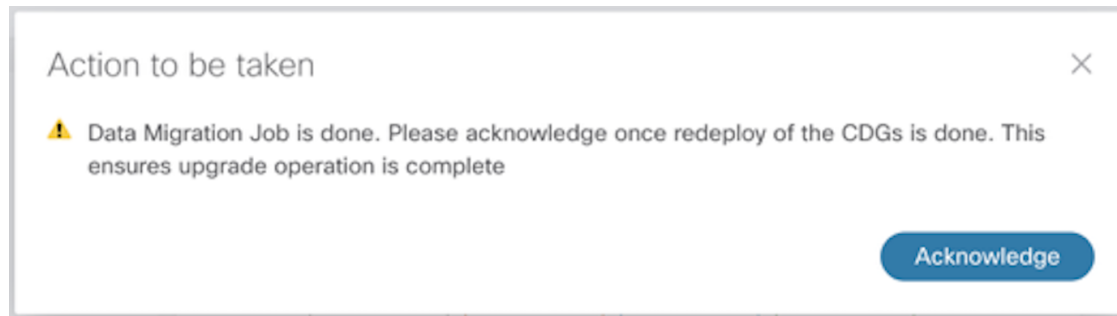 Action to be taken
Data Migration Job is done. Please acknowledge once redeploy of the CDGs is done. This
ensures upgrade operation is complete
Acknowledge